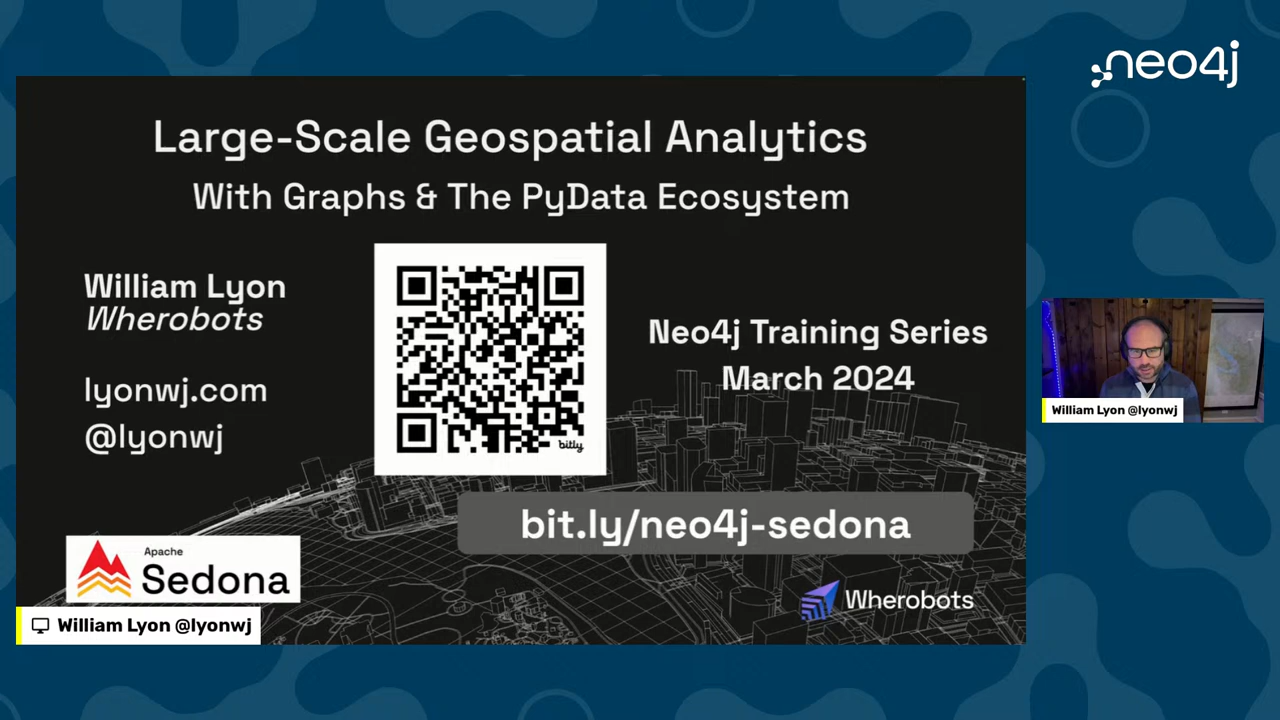 neo4j
Large-Scale Geospatial Analytics
With Graphs & The PyData Ecosystem
William Lyon
Wherobots
lyonwj.com
@lyonwj
bitly
Neo4j Training Series
March 2024
bit.ly/neo4j-sedona
Apache
Sedona
Wherobots
William Lyon @lyonwj
William Lyon @lyonwj